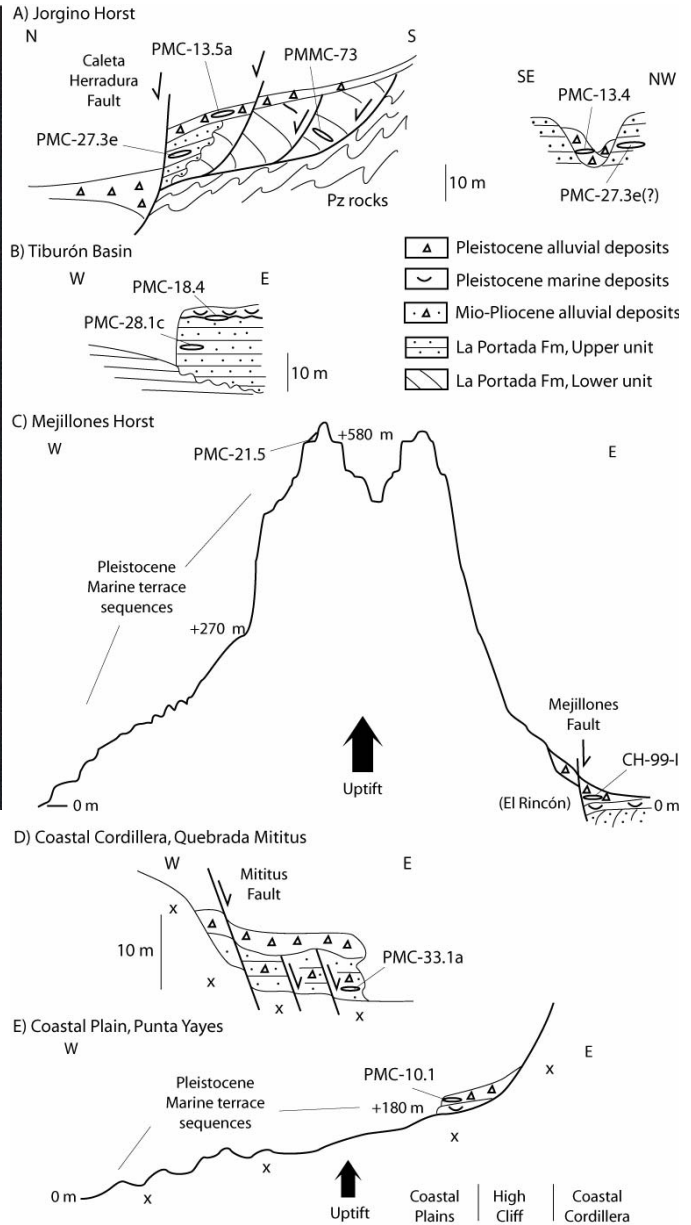 A) Jorgino Horst
N
S
Caleta
Herradura
Fault
PMC-13.5a
PMMC-73
PMC-27.3e
Pz rocks
10 m
SE
NW
PMC-13.4
PMC-27.3e(?)
B) Tiburón Basin
W
E
PMC-18.4
PMC-28.1c
10 m
Pleistocene alluvial deposits
Pleistocene marine deposits
Mio-Pliocene alluvial deposits
La Portada Fm, Upper unit
La Portada Fm, Lower unit
C) Mejillones Horst
W
E
PMC-21.5
+580 m
Pleistocene
Marine terrace
sequences
+270 m
0 m
Uptift
Mejillones
Fault
CH-99-I
(El Rincón)
0 m
D) Coastal Cordillera, Quebrada Mititus
W
E
Mititus
Fault
x
10 m
PMC-33.1a
x
x
x
x
E) Coastal Plain, Punta Yayes
W
E
PMC-10.1
x
Pleistocene
Marine terrace
sequences
+180 m
x
x
0 m
x
Uptift
Coastal
Plains
High
Cliff
Coastal
Cordillera